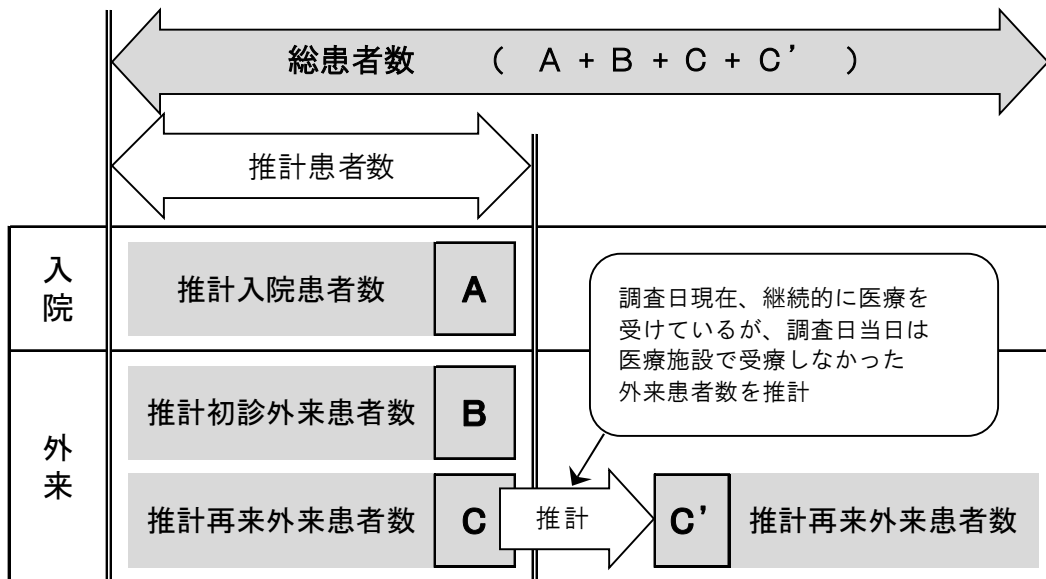 総患者数 ( A + B + C + C' )
推計患者数
入院
推計入院患者数 A
調査日現在、継続的に医療を
受けているが、調査日当日は
医療施設で受療しなかった
外来患者数を推計
外来
推計初診外来患者数 B
推計再来外来患者数 C 推計 C' 推計再来外来患者数